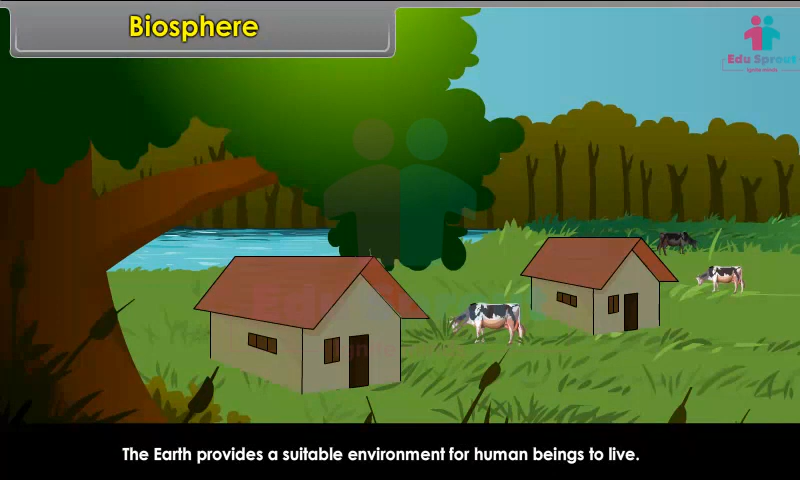 Biosphere
Edu Sprout
The Earth provides a suitable environment for human beings to live.